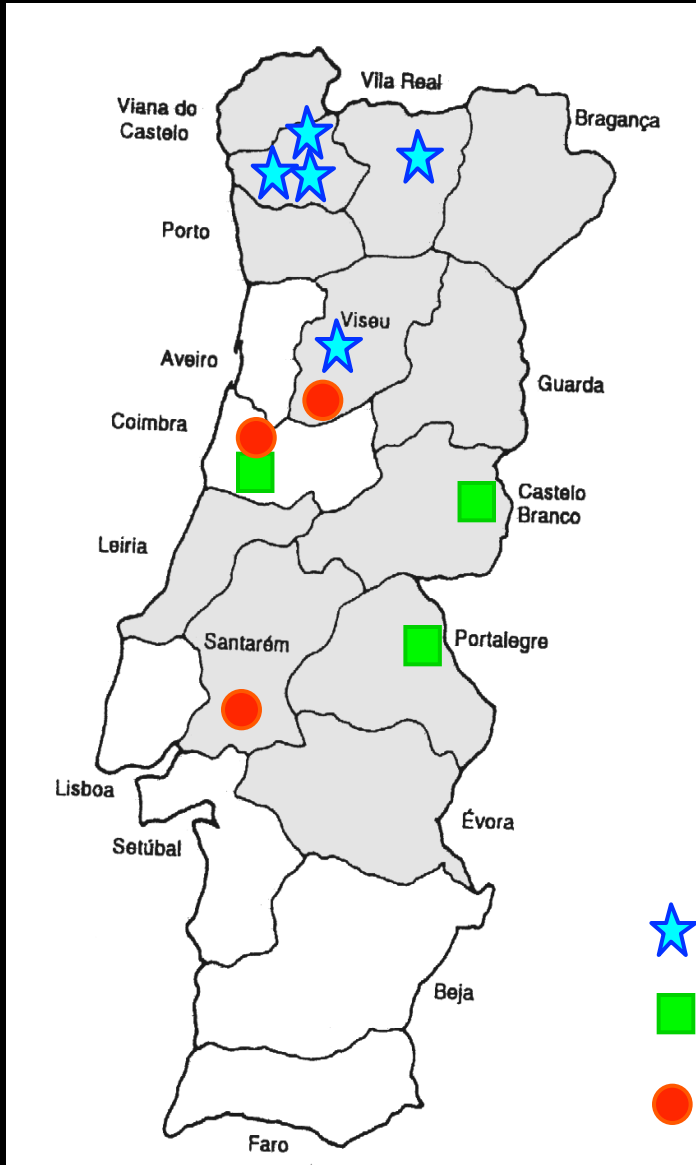 Vila Real
Viana do
Castelo
Bragança
Porto
Viseu
Aveiro
Guarda
Coimbra
Castelo
Branco
Leiria
Santarém
Portalegre
Lisboa
Évora
Setúbal
Beja
Faro